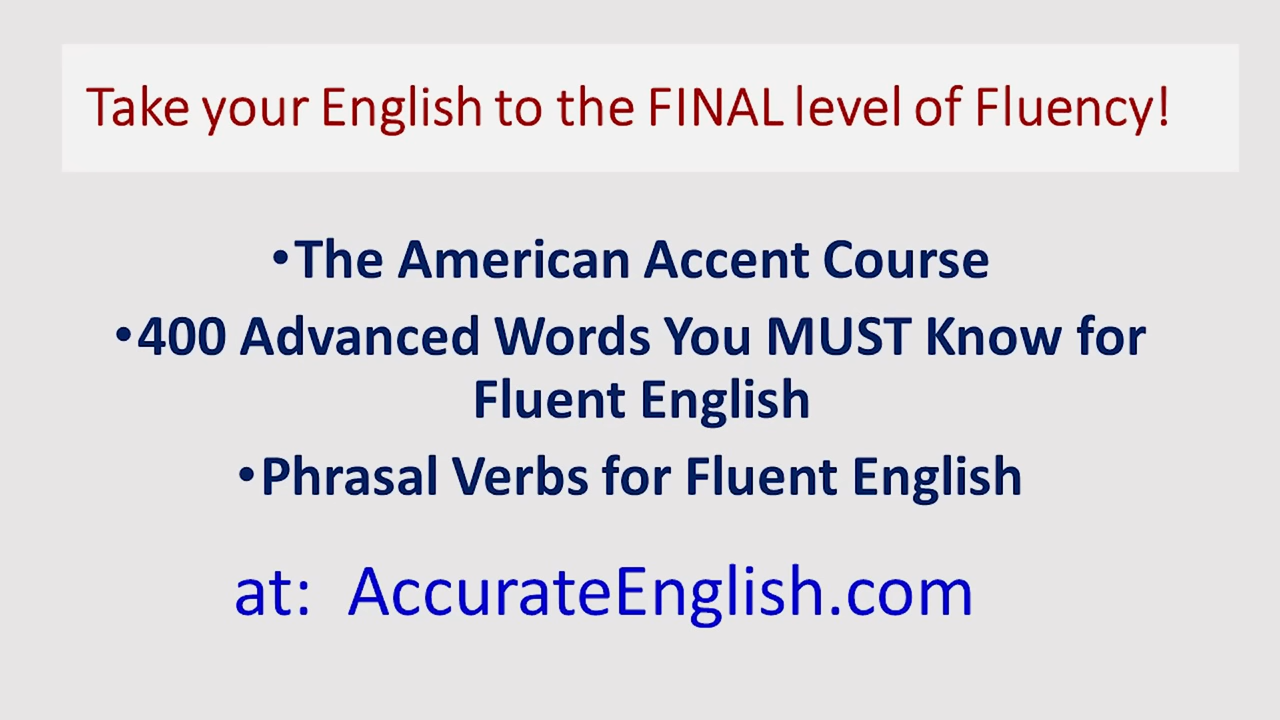 Take your English to the FINAL level of Fluency!
•The American Accent Course
•400 Advanced Words You MUST Know for
Fluent English
•Phrasal Verbs for Fluent English
at: AccurateEnglish.com